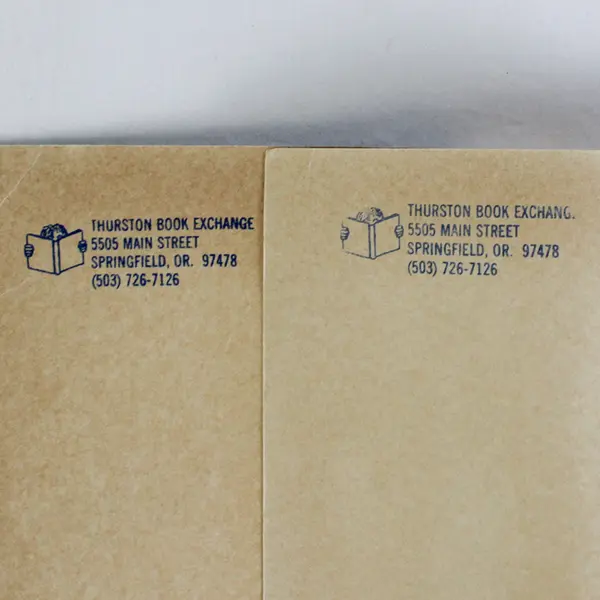 THURSTON BOOK EXCHANGE
5505 MAIN STREET
SPRINGFIELD, OR. 97478
(503) 726-7126
THURSTON BOOK EXCHANG.
5505 MAIN STREET
SPRINGFIELD, OR. 97478
(503) 726-7126